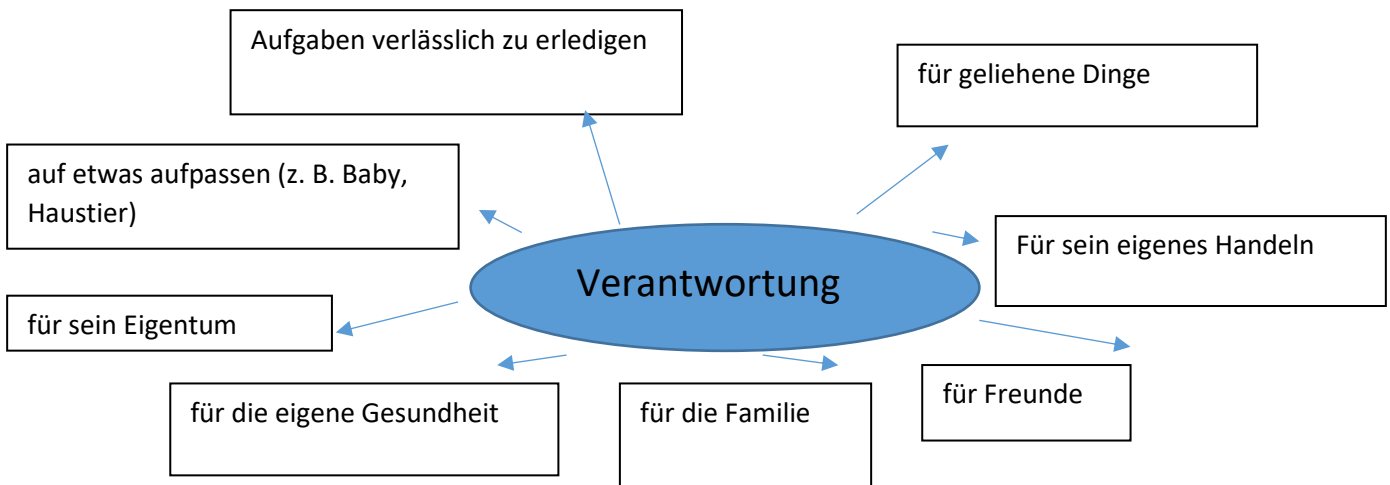 Aufgaben verlässlich zu erledigen
für geliehene Dinge
auf etwas aufpassen (z. B. Baby,
Haustier)
Für sein eigenes Handeln
Verantwortung
für sein Eigentum
für Freunde
für die eigene Gesundheit
für die Familie